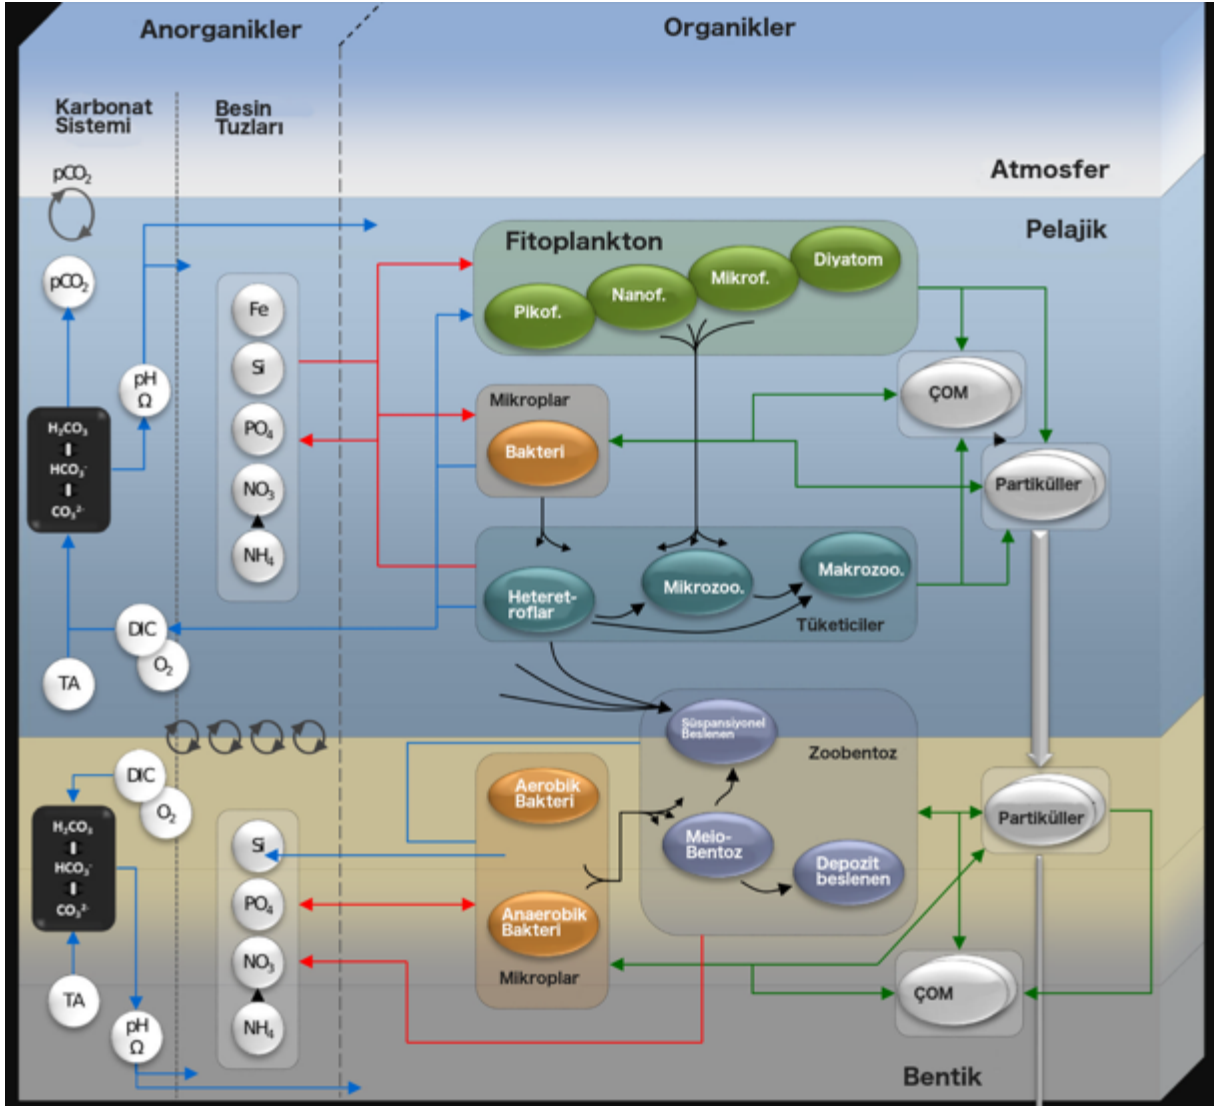 Anorganikler
Organikler
Karbonat
Sistemi
Besin
Tuzları
pCO₂
Atmosfer
Pelajik
pCO₂
pH
Ω
H₂CO₃
HCO₃⁻
CO₃²⁻
DIC
O₂
TA
Fe
Si
PO₄
NO₃
NH₄
Fitoplankton
Pikof.
Nanof.
Mikrof.
Diyatom
Mikroplar
Bakteri
ÇOM
Partiküller
Heteret-
roflar
Mikrozoo.
Makrozoo.
Tüketiciler
Süspansiyonel
Beslenen
Zoobentoz
Meio-
Bentoz
Depozit
beslenen
Aerobik
Bakteri
Anaerobik
Bakteri
Mikroplar
Partiküller
ÇOM
DIC
O₂
H₂CO₃
HCO₃⁻
CO₃²⁻
TA
pH
Ω
Si
PO₄
NO₃
NH₄
Bentik